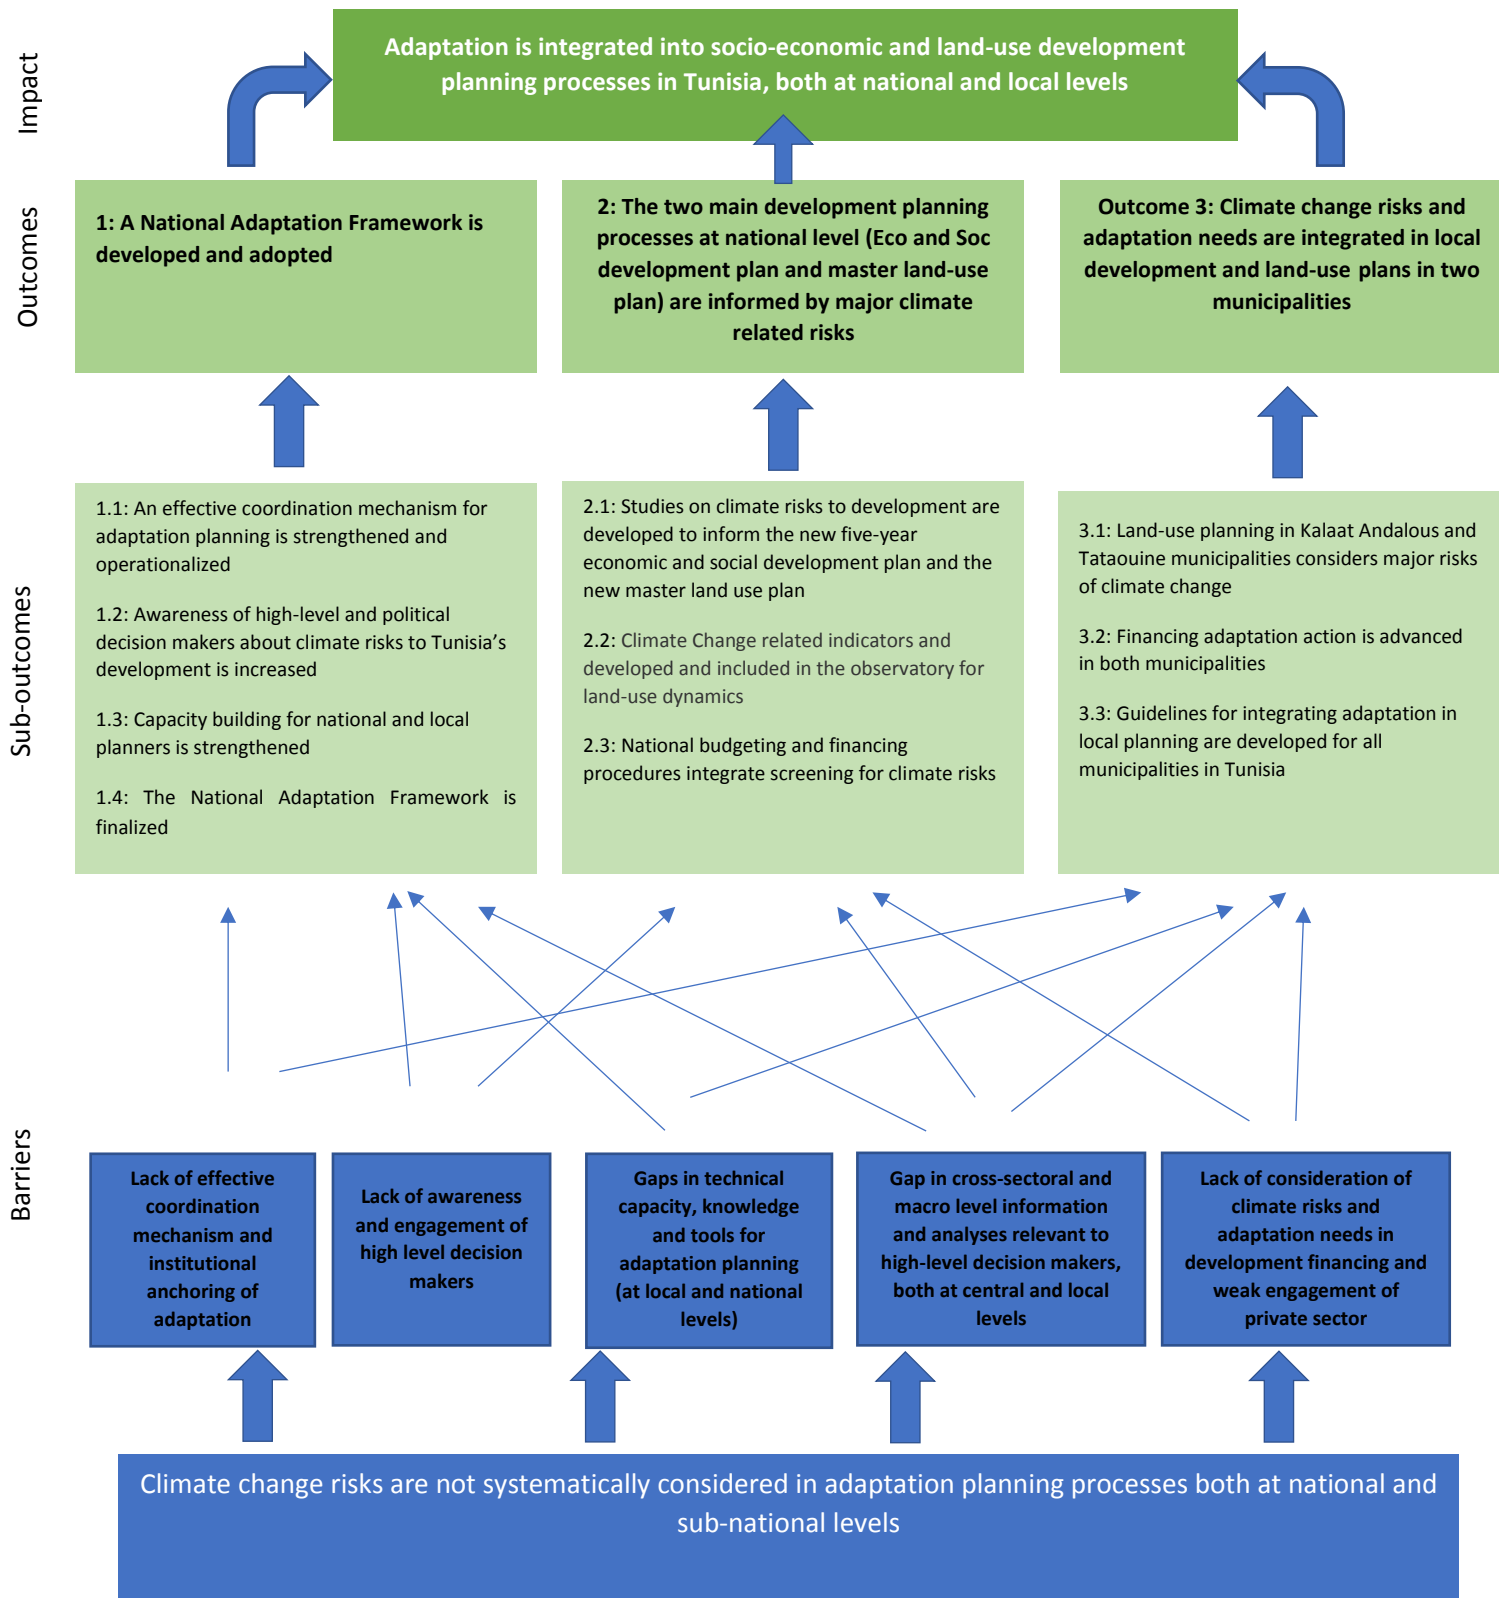 Impact
Adaptation is integrated into socio-economic and land-use development
planning processes in Tunisia, both at national and local levels
Outcomes
1: A National Adaptation Framework is
developed and adopted
2: The two main development planning
processes at national level (Eco and Soc
development plan and master land-use
plan) are informed by major climate
related risks
Outcome 3: Climate change risks and
adaptation needs are integrated in local
development and land-use plans in two
municipalities
Sub-outcomes
1.1: An effective coordination mechanism for
adaptation planning is strengthened and
operationalized
1.2: Awareness of high-level and political
decision makers about climate risks to Tunisia’s
development is increased
1.3: Capacity building for national and local
planners is strengthened
1.4: The National Adaptation Framework is
finalized
2.1: Studies on climate risks to development are
developed to inform the new five-year
economic and social development plan and the
new master land use plan
2.2: Climate Change related indicators and
developed and included in the observatory for
land-use dynamics
2.3: National budgeting and financing
procedures integrate screening for climate risks
3.1: Land-use planning in Kalaat Andalous and
Tataouine municipalities considers major risks
of climate change
3.2: Financing adaptation action is advanced
in both municipalities
3.3: Guidelines for integrating adaptation in
local planning are developed for all
municipalities in Tunisia
Barriers
Lack of effective
coordination
mechanism and
institutional
anchoring of
adaptation
Lack of awareness
and engagement of
high level decision
makers
Gaps in technical
capacity, knowledge
and tools for
adaptation planning
(at local and national
levels)
Gap in cross-sectoral and
macro level information
and analyses relevant to
high-level decision makers,
both at central and local
levels
Lack of consideration of
climate risks and
adaptation needs in
development financing and
weak engagement of
private sector
Climate change risks are not systematically considered in adaptation planning processes both at national and
sub-national levels